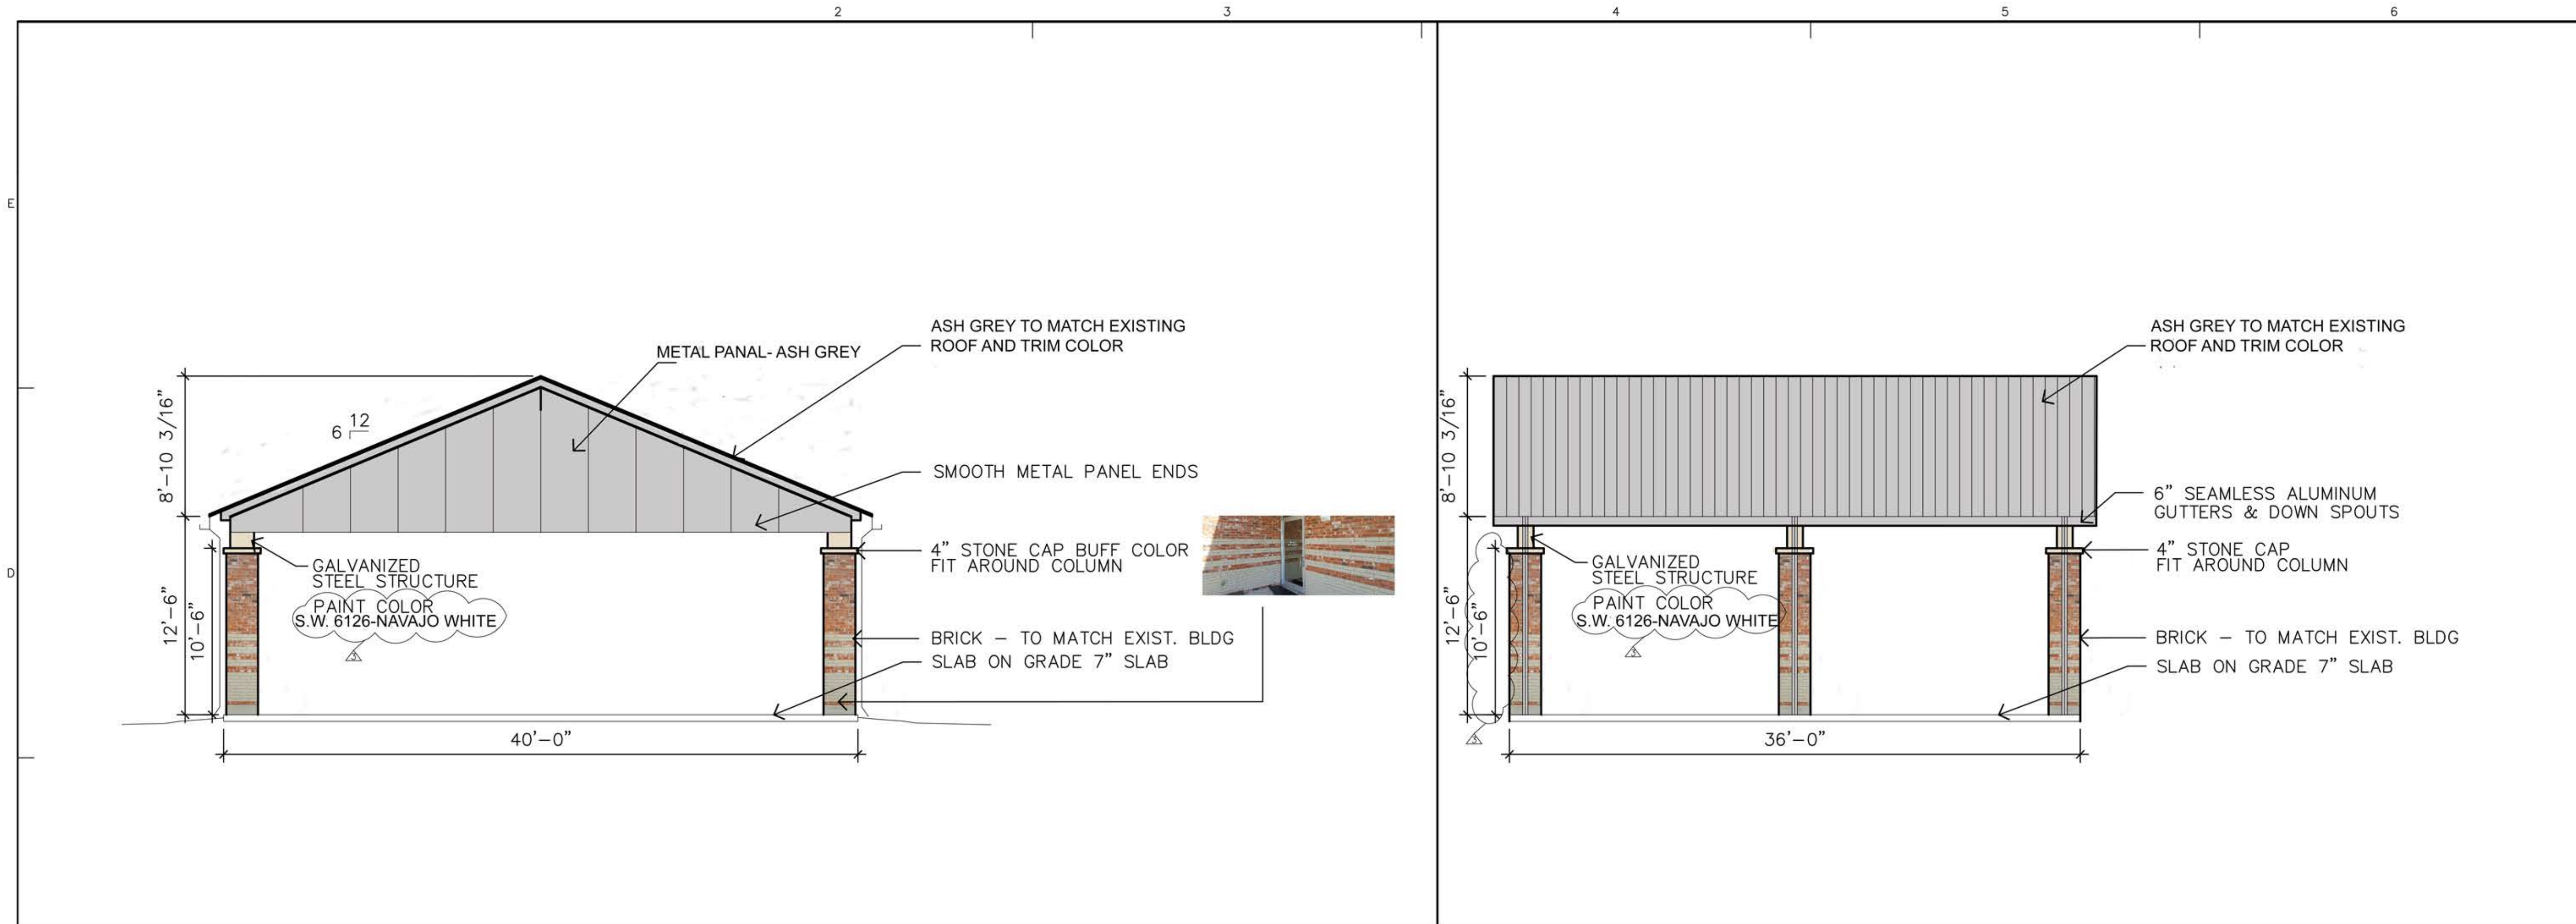 2
3
4
5
6
E
D
METAL PANAL- ASH GREY
ASH GREY TO MATCH EXISTING
ROOF AND TRIM COLOR
12
6
8'-10 3/16"
SMOOTH METAL PANEL ENDS
4" STONE CAP BUFF COLOR
FIT AROUND COLUMN
GALVANIZED
STEEL STRUCTURE
PAINT COLOR
S.W. 6126-NAVAJO WHITE
3
12'-6"
10'-6"
BRICK – TO MATCH EXIST. BLDG
SLAB ON GRADE 7" SLAB
40'-0"
ASH GREY TO MATCH EXISTING
ROOF AND TRIM COLOR
8'-10 3/16"
6" SEAMLESS ALUMINUM
GUTTERS & DOWN SPOUTS
4" STONE CAP
FIT AROUND COLUMN
GALVANIZED
STEEL STRUCTURE
PAINT COLOR
S.W. 6126-NAVAJO WHITE
3
12'-6"
10'-6"
BRICK – TO MATCH EXIST. BLDG
SLAB ON GRADE 7" SLAB
3
36'-0"